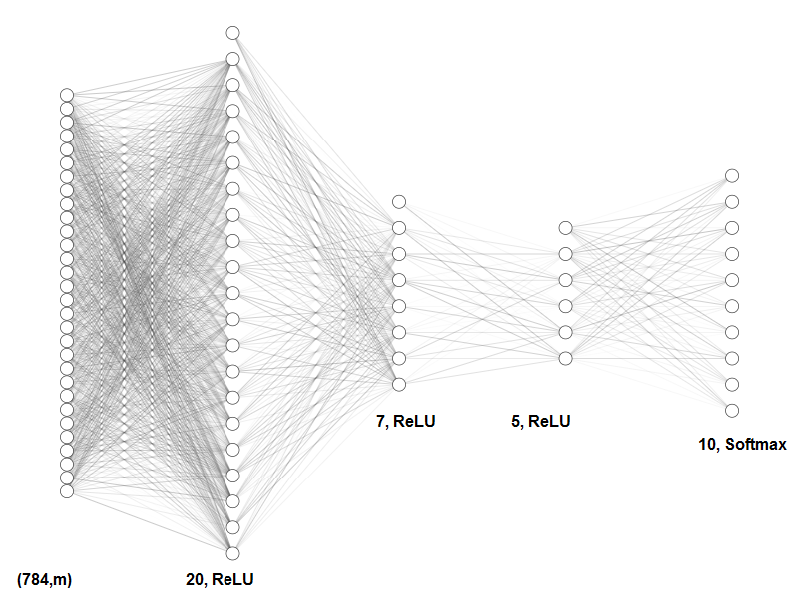 7, ReLU
5, ReLU
10, Softmax
(784,m)
20, ReLU